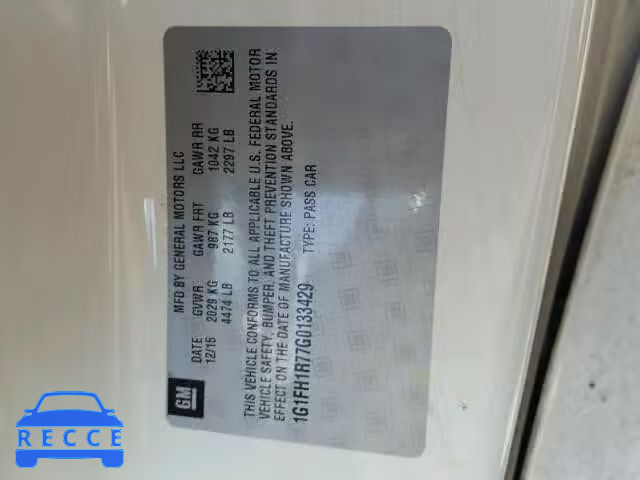 MFD BY GENERAL MOTORS LLC
DATE GVWR GAWR FRT GAWR RR
12/15 2029 KG 987 KG 1042 KG
4474 LB 2177 LB 2297 LB
THIS VEHICLE CONFORMS TO ALL APPLICABLE U.S. FEDERAL MOTOR
VEHICLE SAFETY, BUMPER, AND THEFT PREVENTION STANDARDS IN
EFFECT ON THE DATE OF MANUFACTURE SHOWN ABOVE.
1G1FH1R77G0133429 TYPE: PASS CAR
GM
RECCE